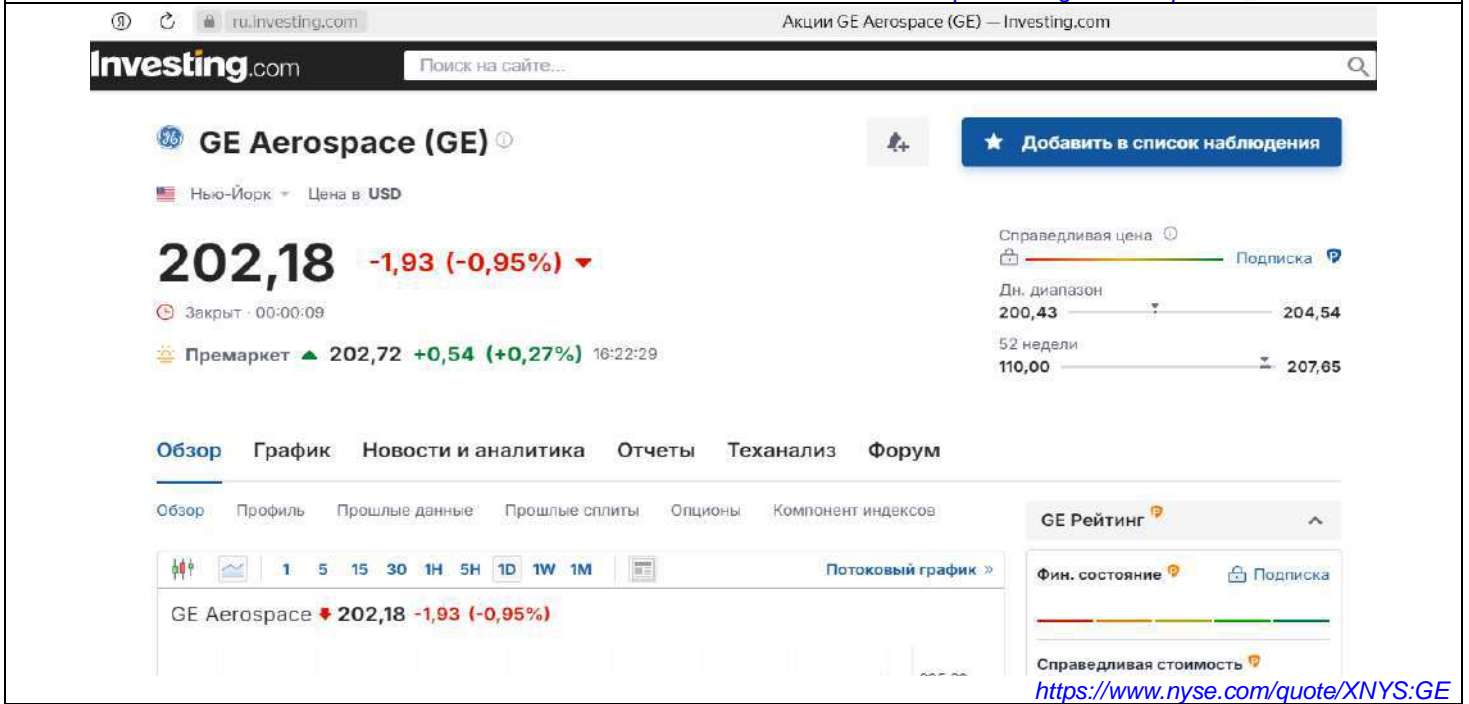 ru.investing.com Акции GE Aerospace (GE) — Investing.com
Investing.com Поиск на сайте...
GE Aerospace (GE)
Добавить в список наблюдения
Нью-Йорк Цена в USD
202,18 -1,93 (-0,95%)
Закрыт · 00:00:09
Премаркет 202,72 +0,54 (+0,27%) 16:22:29
Справедливая цена
Подписка
Дн. диапазон
200,43 204,54
52 недели
110,00 207,65
Обзор График Новости и аналитика Отчеты Теханализ Форум
Обзор Профиль Прошлые данные Прошлые сплиты Опционы Компонент индексов
1 5 15 30 1H 5H 1D 1W 1M Потоковый график »
GE Aerospace 202,18 -1,93 (-0,95%)
GE Рейтинг
Фин. состояние Подписка
Справедливая стоимость
https://www.nyse.com/quote/XNYS:GE